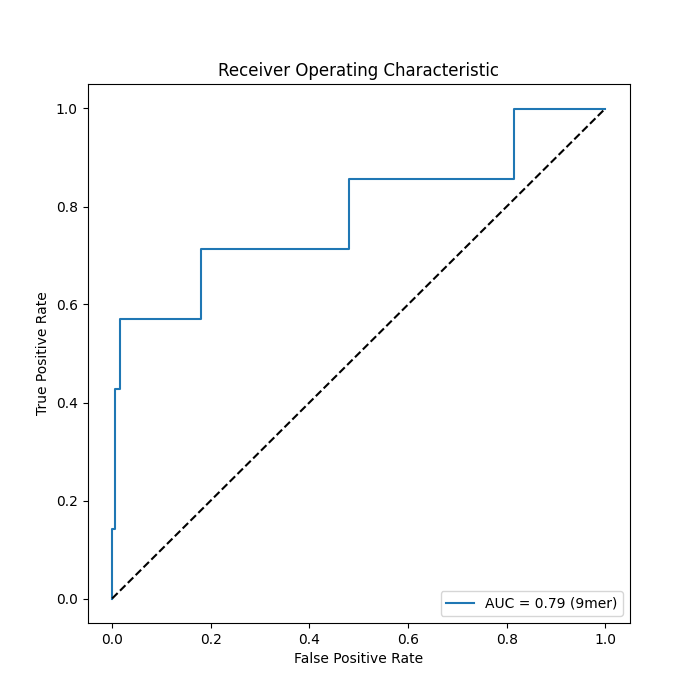 Receiver Operating Characteristic
1.0
0.8
0.6
0.4
0.2
0.0
True Positive Rate
0.0 0.2 0.4 0.6 0.8 1.0
False Positive Rate
AUC = 0.79 (9mer)